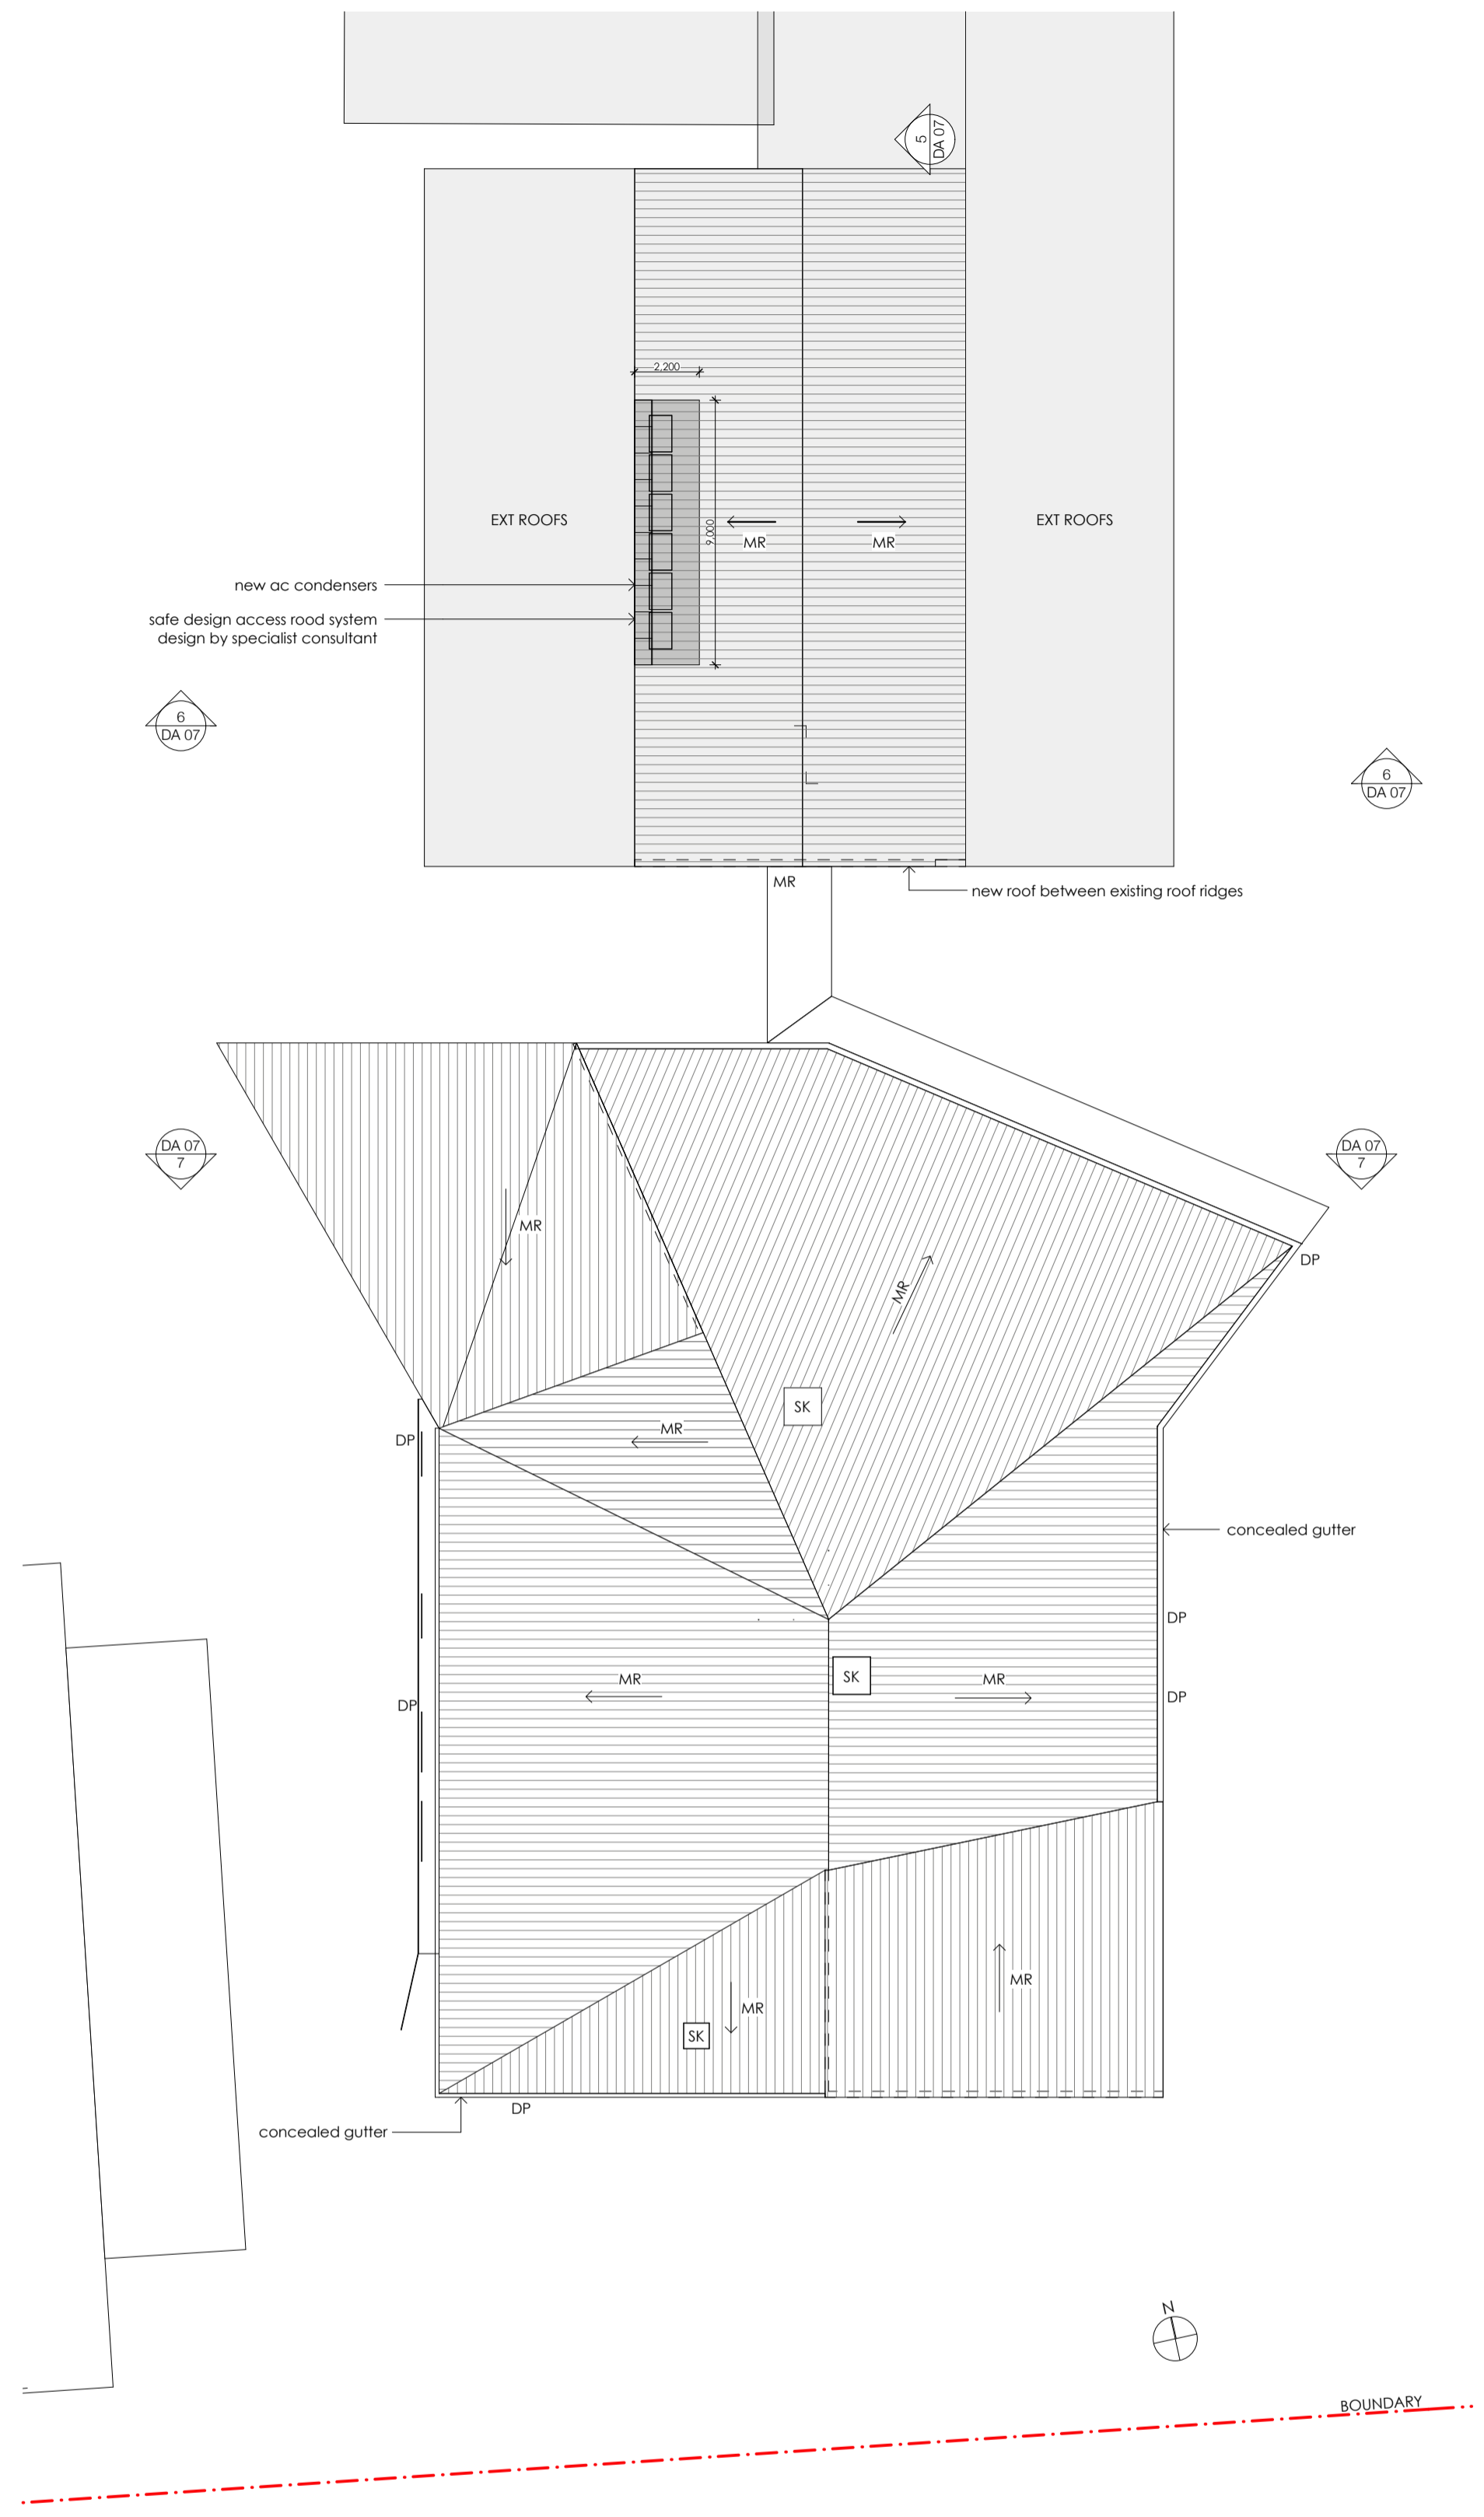 5
DA 07
2,200
9,000
EXT ROOFS
MR
MR
EXT ROOFS
new ac condensers
safe design access rood system
design by specialist consultant
6
DA 07
6
DA 07
MR
new roof between existing roof ridges
DA 07
7
DA 07
7
MR
MR
DP
SK
MR
DP
concealed gutter
DP
SK
MR
MR
DP
DP
MR
MR
SK
DP
concealed gutter
N
BOUNDARY